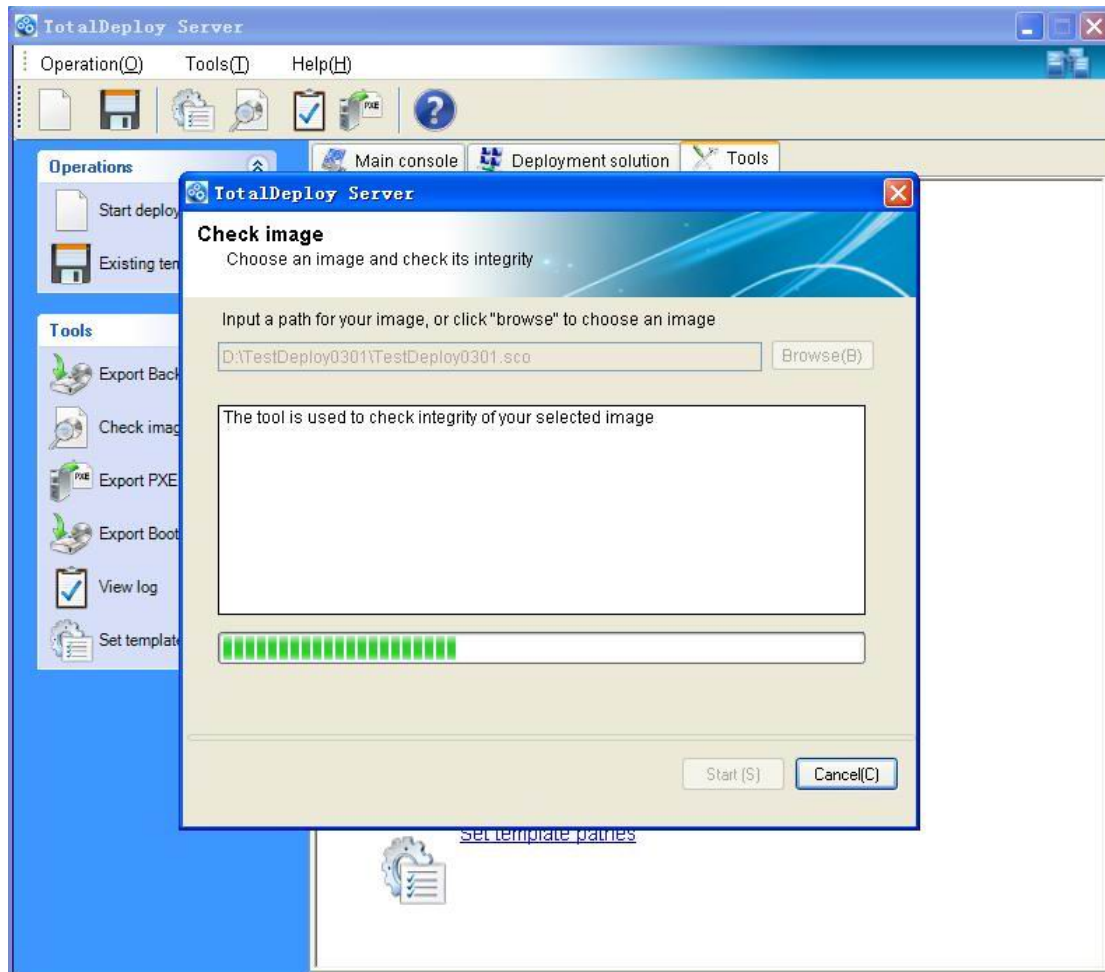 TotalDeploy Server
Operation(O) Tools(T) Help(H)
PXE
Main console Deployment solution Tools
Operations
Start deploy
Existing ten
Tools
Export Back
Check imag
PXE Export PXE
Export Boot
View log
Set template
TotalDeploy Server
Check image
Choose an image and check its integrity
Input a path for your image, or click "browse" to choose an image
D:\TestDeploy0301\TestDeploy0301.sco Browse(B)
The tool is used to check integrity of your selected image
Start (S) Cancel(C)
Set template pathes